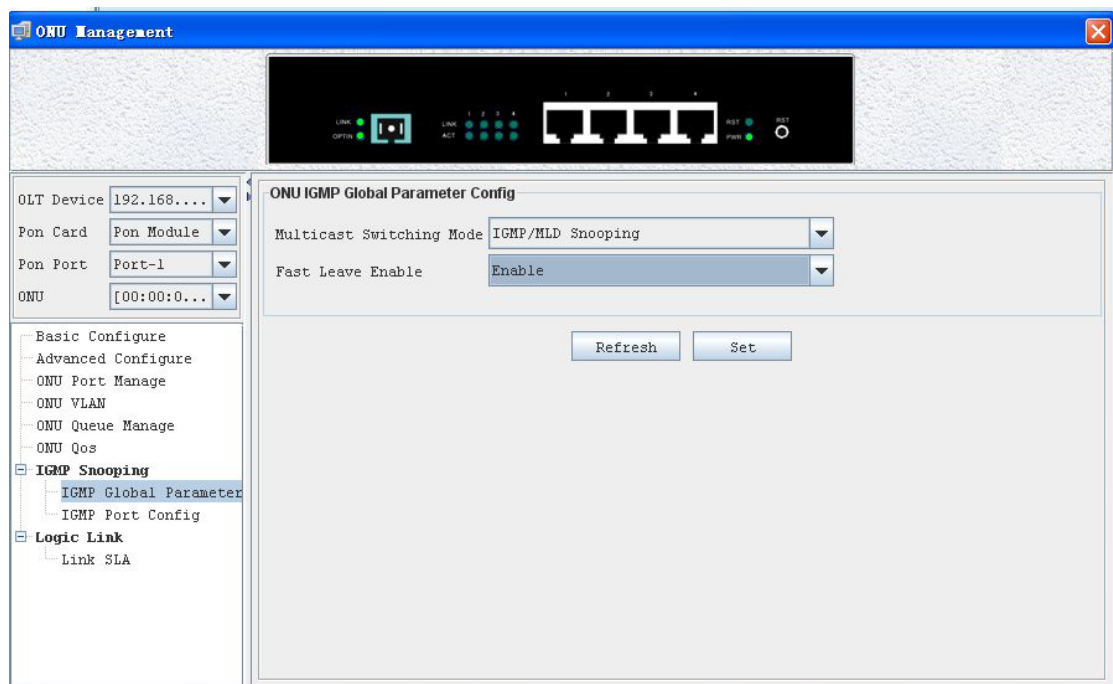 ONU Management
1 2 3 4
1 2 3 4
LINK
LINK
RST
RST
OPTIN
ACT
PWR
OLT Device 192.168....
Pon Card Pon Module
Pon Port Port-1
ONU [00:00:0...
Basic Configure
Advanced Configure
ONU Port Manage
ONU VLAN
ONU Queue Manage
ONU Qos
IGMP Snooping
IGMP Global Parameter
IGMP Port Config
Logic Link
Link SLA
ONU IGMP Global Parameter Config
Multicast Switching Mode IGMP/MLD Snooping
Fast Leave Enable Enable
Refresh Set